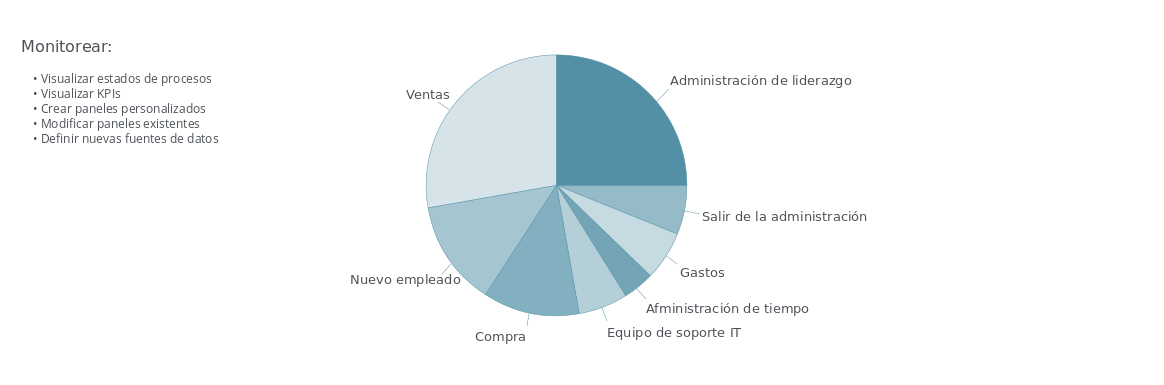 Monitorear:
• Visualizar estados de procesos
• Visualizar KPIs
• Crear paneles personalizados
• Modificar paneles existentes
• Definir nuevas fuentes de datos
Administración de liderazgo
Ventas
Salir de la administración
Gastos
Nuevo empleado
Afministración de tiempo
Equipo de soporte IT
Compra